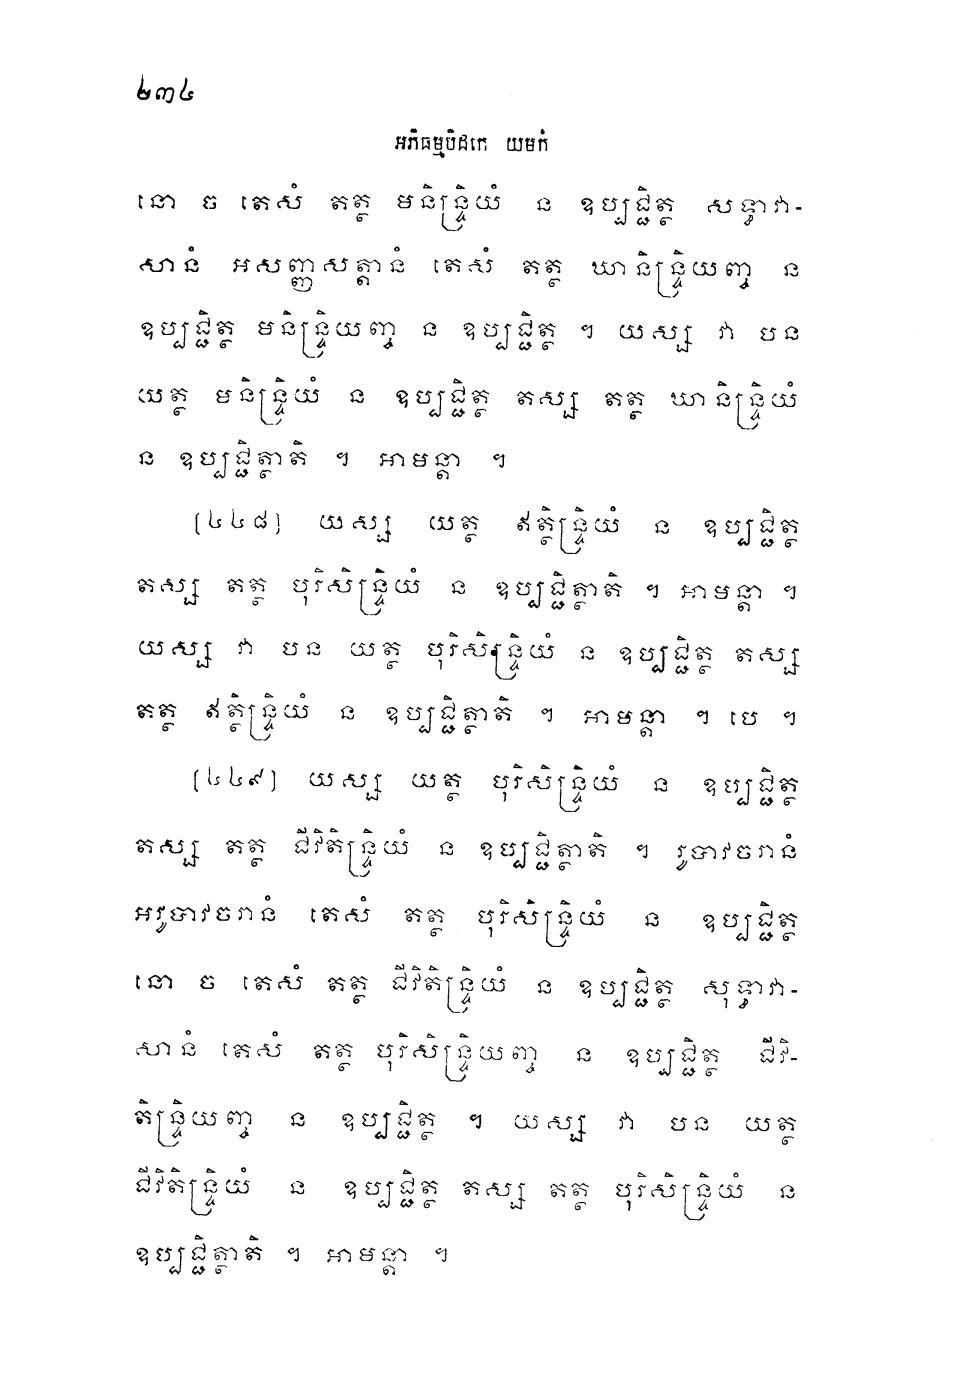 ២៣៤
អភិធម្មបិដកេ យមកំ
នោ ច តេសំ តត្ថ មនិន្ទ្រិយំ ន ឧប្បជ្ជិត្ថ សទ្ធាវា-
សានំ អសញ្ញសត្តានំ តេសំ តត្ថ ឃានិន្ទ្រិយញ្ច ន
ឧប្បជ្ជិត្ថ មនិន្ទ្រិយញ្ច ន ឧប្បជ្ជិត្ថ ។ យស្ស វា បន
យត្ថ មនិន្ទ្រិយំ ន ឧប្បជ្ជិត្ថ តស្ស តត្ថ ឃានិន្ទ្រិយំ
ន ឧប្បជ្ជិត្ថាតិ ។ អាមន្តា ។
(៤៤៨) យស្ស យត្ថ ឥត្ថិន្ទ្រិយំ ន ឧប្បជ្ជិត្ថ
តស្ស តត្ថ បុរិសិន្ទ្រិយំ ន ឧប្បជ្ជិត្ថាតិ ។ អាមន្តា ។
យស្ស វា បន យត្ថ បុរិសិន្ទ្រិយំ ន ឧប្បជ្ជិត្ថ តស្ស
តត្ថ ឥត្ថិន្ទ្រិយំ ន ឧប្បជ្ជិត្ថាតិ ។ អាមន្តា ។ បេ ។
(៤៤៩) យស្ស យត្ថ បុរិសិន្ទ្រិយំ ន ឧប្បជ្ជិត្ថ
តស្ស តត្ថ ជីវិតិន្ទ្រិយំ ន ឧប្បជ្ជិត្ថាតិ ។ រូបាវចរានំ
អរូបាវចរានំ តេសំ តត្ថ បុរិសិន្ទ្រិយំ ន ឧប្បជ្ជិត្ថ
នោ ច តេសំ តត្ថ ជីវិតិន្ទ្រិយំ ន ឧប្បជ្ជិត្ថ សុទ្ធាវា-
សានំ តេសំ តត្ថ បុរិសិន្ទ្រិយញ្ច ន ឧប្បជ្ជិត្ថ ជីវិ-
តិន្ទ្រិយញ្ច ន ឧប្បជ្ជិត្ថ ។ យស្ស វា បន យត្ថ
ជីវិតិន្ទ្រិយំ ន ឧប្បជ្ជិត្ថ តស្ស តត្ថ បុរិសិន្ទ្រិយំ ន
ឧប្បជ្ជិត្ថាតិ ។ អាមន្តា ។